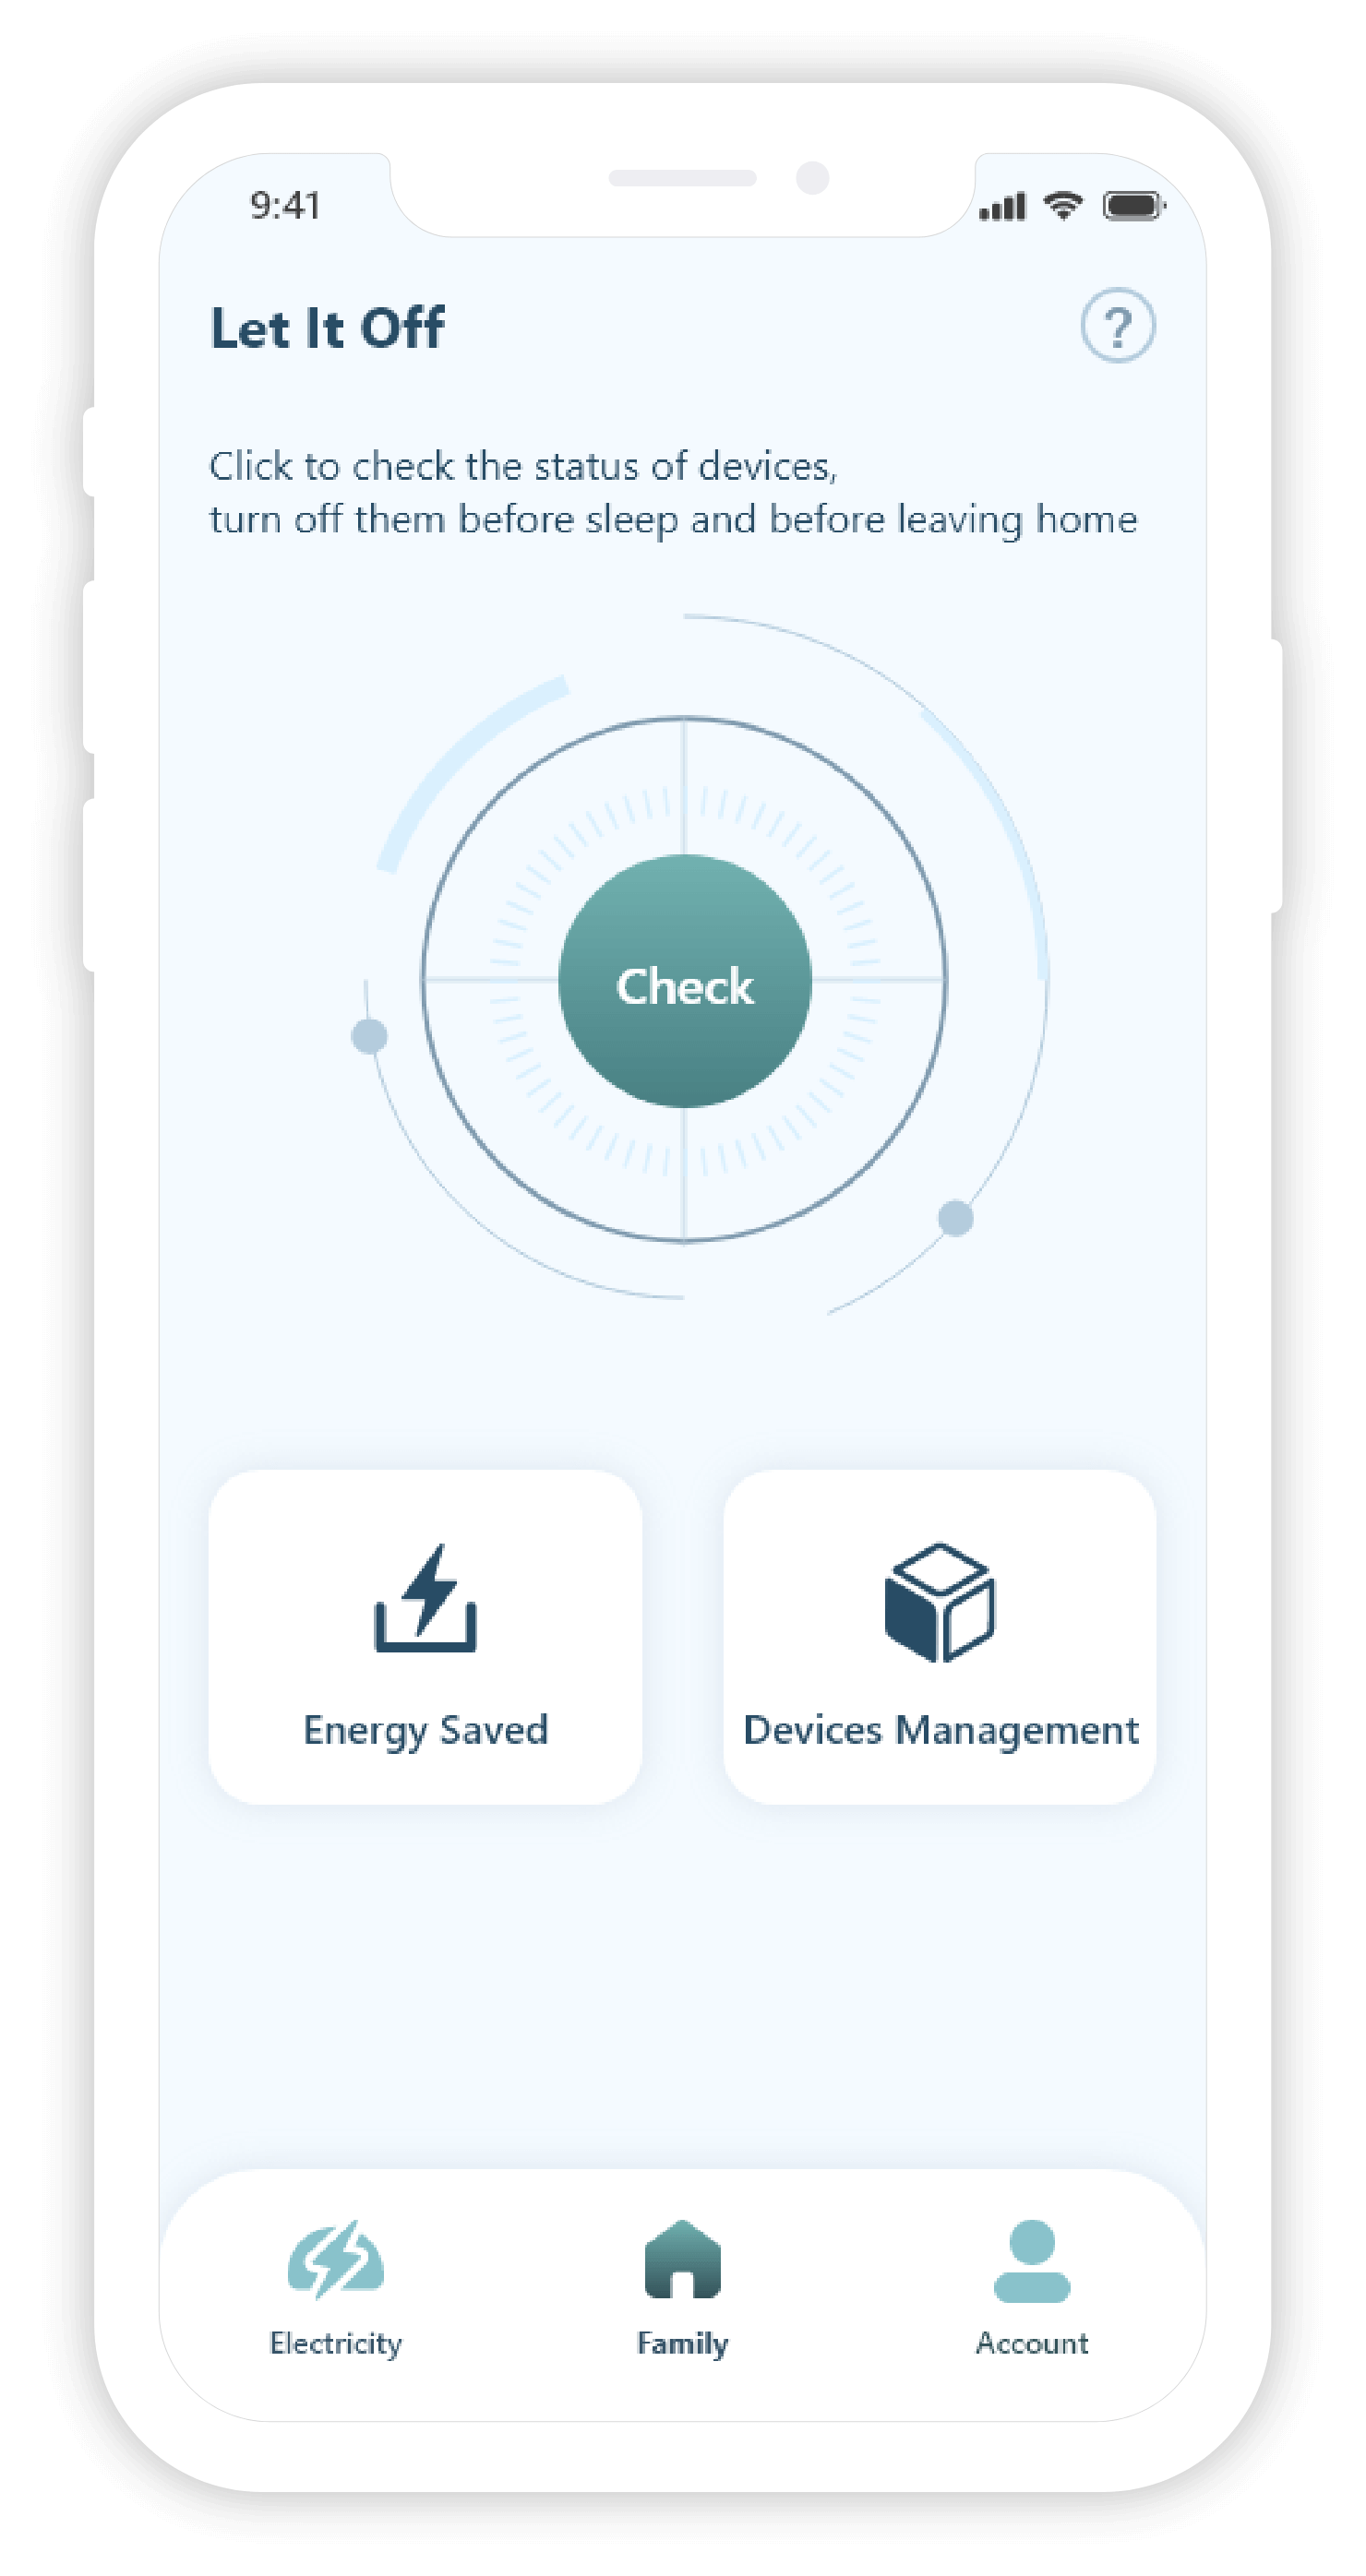 9:41
Let It Off
?
Click to check the status of devices,
turn off them before sleep and before leaving home
Check
Energy Saved
Devices Management
Electricity
Family
Account